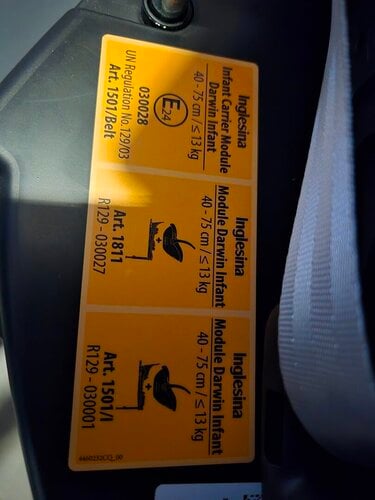 Inglesina
Infant Carrier Module
Darwin Infant
40 - 75 cm / ≤ 13 kg
E24
030028
UN Regulation No.129/03
Art. 1501/Belt
Inglesina
Module Darwin Infant
40 - 75 cm / ≤ 13 kg
Art. 1811
R129 - 030027
Inglesina
Module Darwin Infant
40 - 75 cm / ≤ 13 kg
Art. 1501/I
R129 - 030001